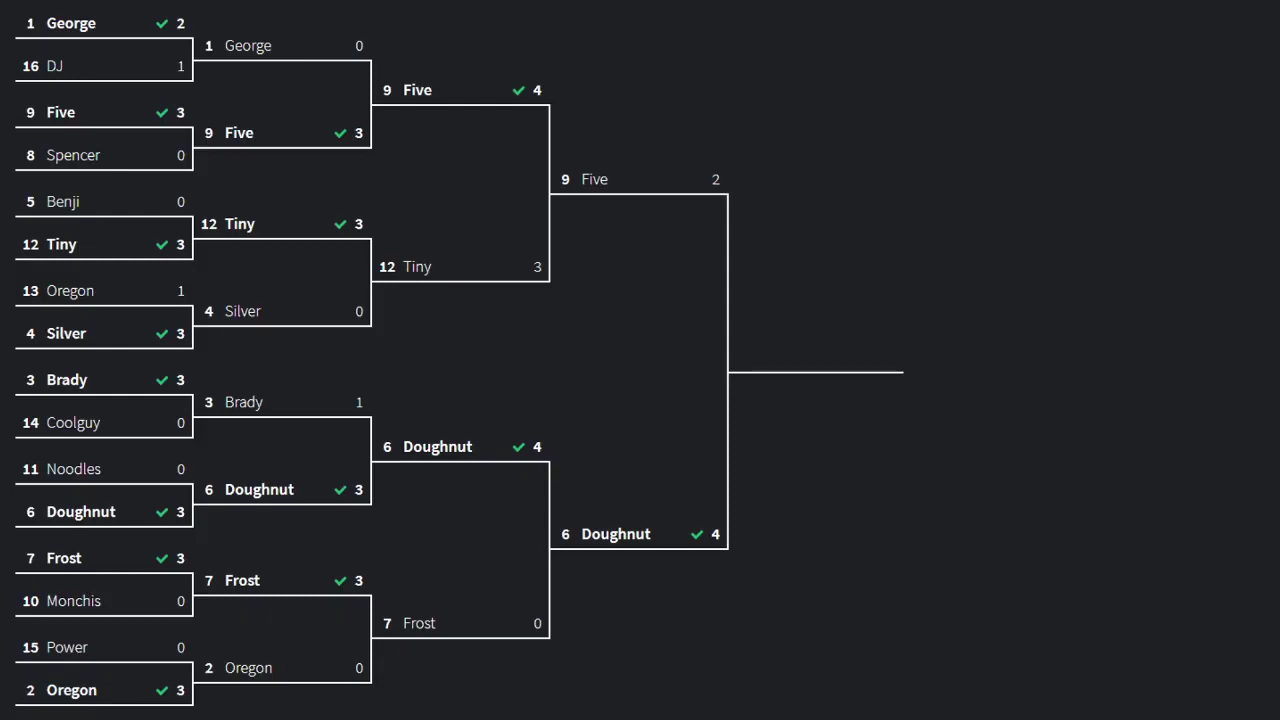 1 George 2
16 DJ 1
9 Five 3
8 Spencer 0
5 Benji 0
12 Tiny 3
13 Oregon 1
4 Silver 3
3 Brady 3
14 Coolguy 0
11 Noodles 0
6 Doughnut 3
7 Frost 3
10 Monchis 0
15 Power 0
2 Oregon 3
1 George 0
9 Five 3
12 Tiny 3
4 Silver 0
3 Brady 1
6 Doughnut 3
7 Frost 3
2 Oregon 0
9 Five 4
12 Tiny 3
6 Doughnut 4
7 Frost 0
9 Five 2
6 Doughnut 4